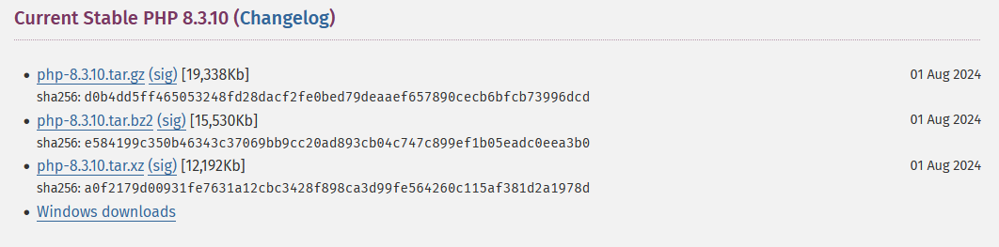 Current Stable PHP 8.3.10 (Changelog)
• php-8.3.10.tar.gz (sig) [19,338Kb] 01 Aug 2024
sha256: d0b4dd5ff465053248fd28dacf2fe0bed79deaaef657890cecb6bfcb73996dcd
• php-8.3.10.tar.bz2 (sig) [15,530Kb] 01 Aug 2024
sha256: e584199c350b46343c37069bb9cc20ad893cb04c747c899ef1b05eadc0eea3b0
• php-8.3.10.tar.xz (sig) [12,192Kb] 01 Aug 2024
sha256: a0f2179d00931fe7631a12cbc3428f898ca3d99fe564260c115af381d2a1978d
• Windows downloads